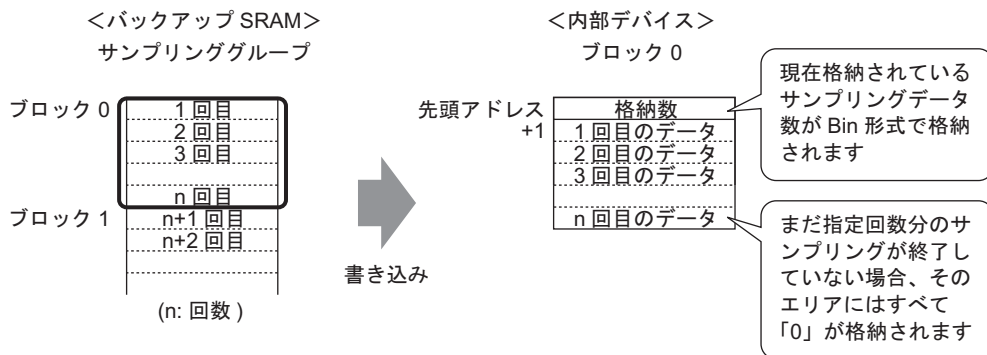 ＜バックアップ SRAM＞
サンプリンググループ
ブロック 0
1 回目
2 回目
3 回目
n 回目
ブロック 1
n+1 回目
n+2 回目
(n: 回数 )
書き込み
＜内部デバイス＞
ブロック 0
先頭アドレス
+1
格納数
1 回目のデータ
2 回目のデータ
3 回目のデータ
n 回目のデータ
現在格納されている
サンプリングデータ
数が Bin 形式で格納
されます
まだ指定回数分のサ
ンプリングが終了し
ていない場合、その
エリアにはすべて
「0」が格納されます